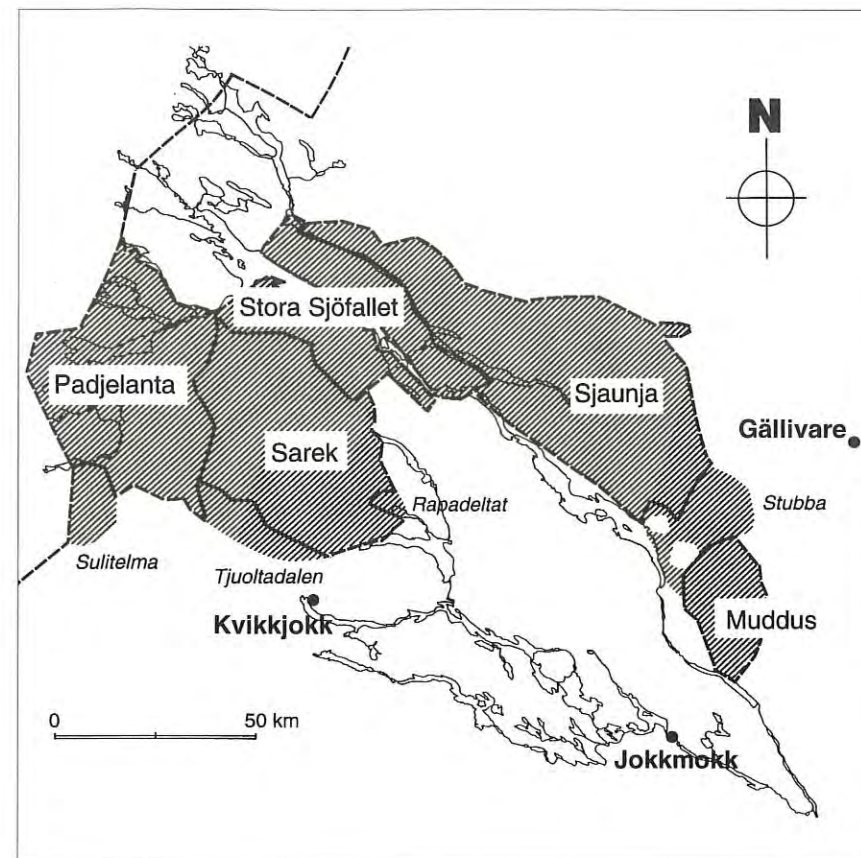 N
Stora Sjöfallet
Padjelanta
Sjaunja
Gällivare
Sarek
Rapadeltat
Stubba
Sulitelma
Tjuoltadalen
Kvikkjokk
Muddus
0 50 km
Jokkmokk